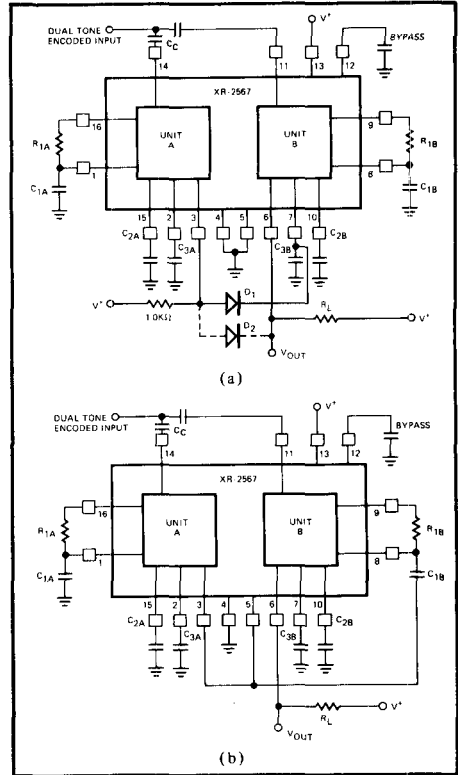 DUAL TONE
ENCODED INPUT
CC
V+
BYPASS
14
11
13
12
XR-2567
R1A
16
1
C1A
UNIT
A
UNIT
B
9
8
R1B
C1B
15
2
3
4
5
6
7
10
C2A
C3A
C3B
C2B
V+
1.0KΩ
D1
D2
RL
V+
VOUT
(a)
DUAL TONE
ENCODED INPUT
CC
V+
BYPASS
14
11
13
12
XR-2567
R1A
16
1
C1A
UNIT
A
UNIT
B
9
8
R1B
C1B
15
2
3
4
5
6
7
10
C2A
C3A
C3B
C2B
RL
V+
VOUT
(b)